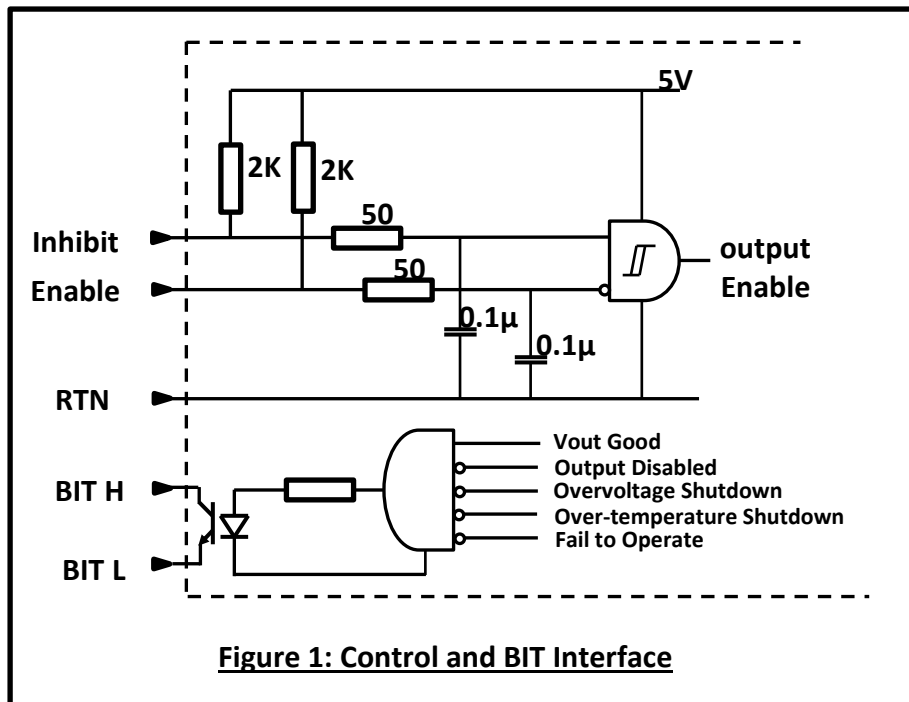 5V
2K
2K
50
Inhibit
output
Enable
Enable
50
0.1µ
0.1µ
RTN
Vout Good
Output Disabled
Overvoltage Shutdown
Over-temperature Shutdown
Fail to Operate
BIT H
BIT L
Figure 1: Control and BIT Interface